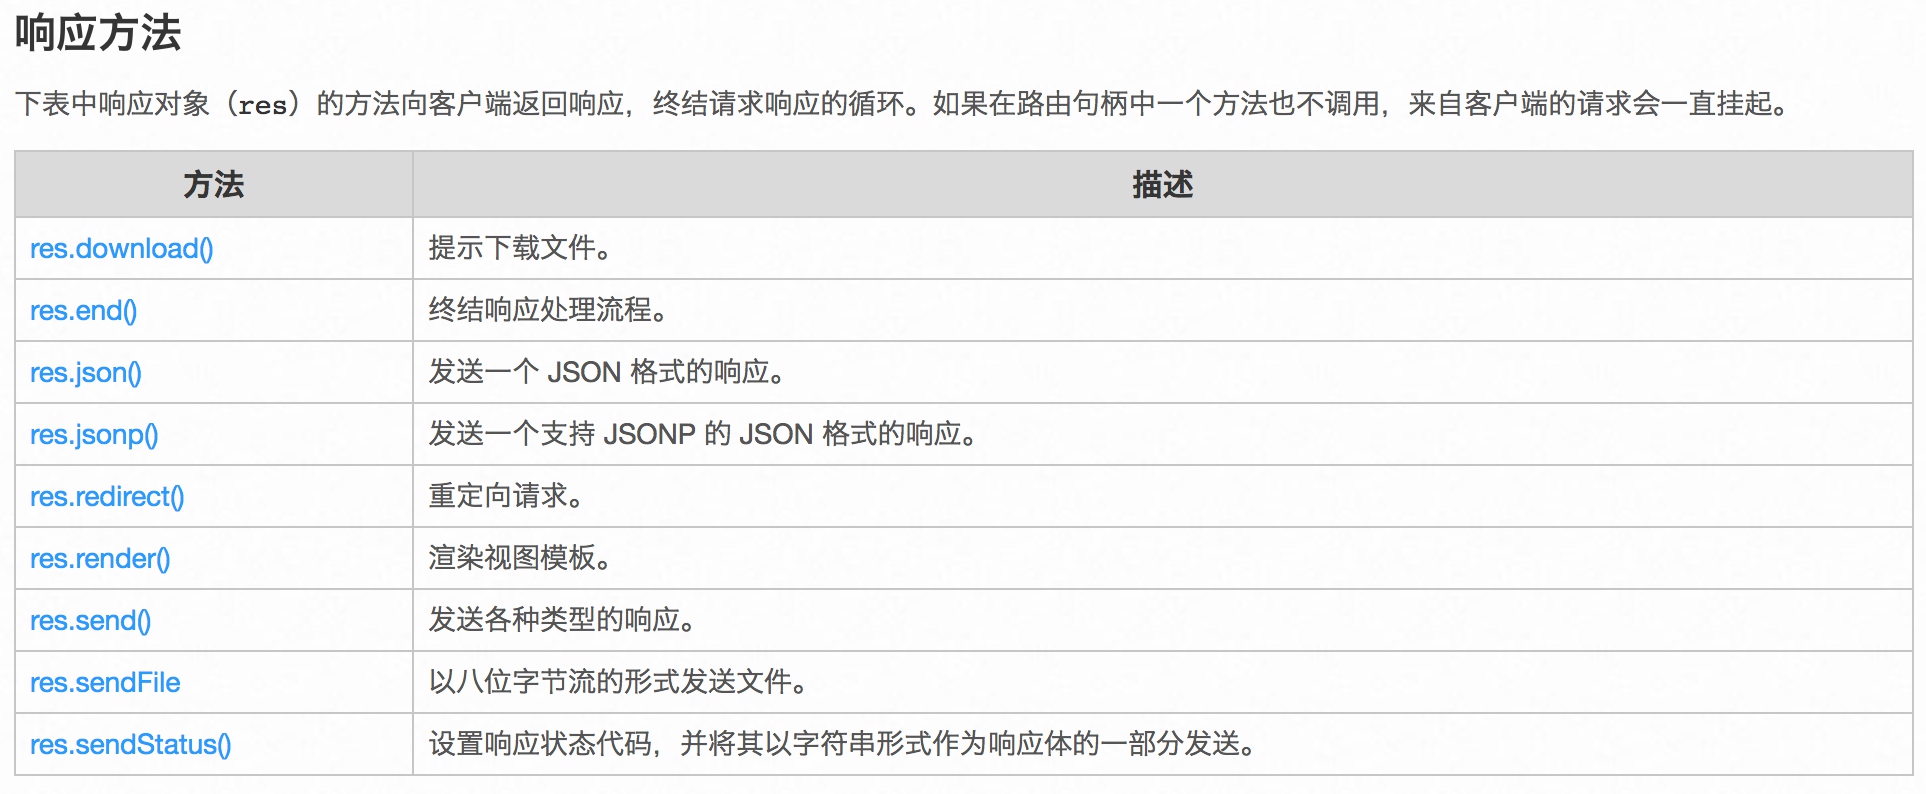 响应方法
下表中响应对象（res）的方法向客户端返回响应，终结请求响应的循环。如果在路由句柄中一个方法也不调用，来自客户端的请求会一直挂起。
方法 描述
res.download() 提示下载文件。
res.end() 终结响应处理流程。
res.json() 发送一个 JSON 格式的响应。
res.jsonp() 发送一个支持 JSONP 的 JSON 格式的响应。
res.redirect() 重定向请求。
res.render() 渲染视图模板。
res.send() 发送各种类型的响应。
res.sendFile 以八位字节流的形式发送文件。
res.sendStatus() 设置响应状态代码，并将其以字符串形式作为响应体的一部分发送。